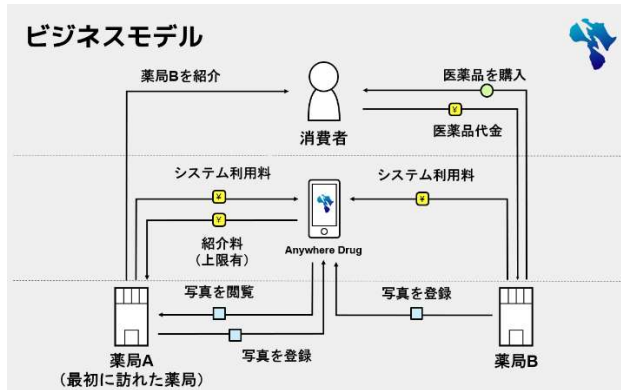 ビジネスモデル
薬局Bを紹介
医薬品を購入
¥
消費者
医薬品代金
システム利用料
システム利用料
¥
¥
¥
紹介料
(上限有)
Anywhere Drug
写真を閲覧
写真を登録
写真を登録
薬局A
(最初に訪れた薬局)
薬局B